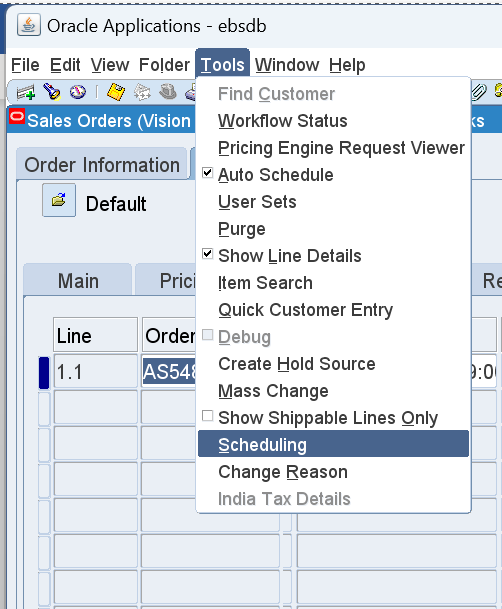 Oracle Applications - ebsdb
File Edit View Folder Tools Window Help
Sales Orders (Vision
ks
Find Customer
Workflow Status
Pricing Engine Request Viewer
Auto Schedule
User Sets
Purge
Show Line Details
Item Search
Quick Customer Entry
Debug
Create Hold Source
Mass Change
Show Shippable Lines Only
Scheduling
Change Reason
India Tax Details
Order Information
Default
Main Prici Re
Line Order
1.1 AS548 9:00